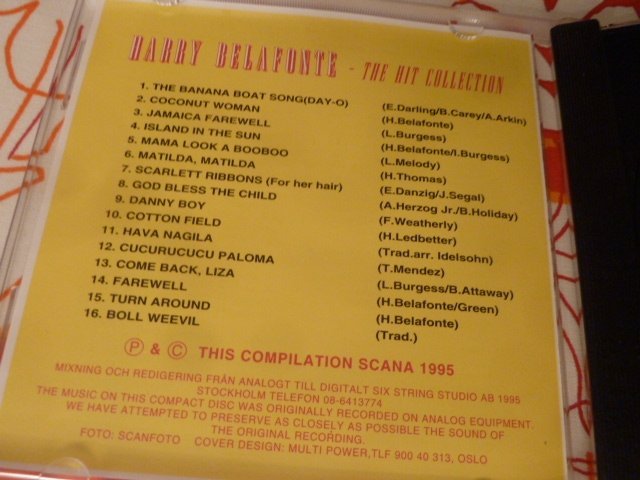 HARRY BELAFONTE - THE HIT COLLECTION
1. THE BANANA BOAT SONG(DAY-O) (E.Darling/B.Carey/A.Arkin)
2. COCONUT WOMAN (H.Belafonte)
3. JAMAICA FAREWELL (L.Burgess)
4. ISLAND IN THE SUN (H.Belafonte/I.Burgess)
5. MAMA LOOK A BOOBOO (L.Melody)
6. MATILDA, MATILDA (H.Thomas)
7. SCARLETT RIBBONS (For her hair) (E.Danzig/J.Segal)
8. GOD BLESS THE CHILD (A.Herzog Jr./B.Holiday)
9. DANNY BOY (F.Weatherly)
10. COTTON FIELD (H.Ledbetter)
11. HAVA NAGILA (Trad.arr. Idelsohn)
12. CUCURUCUCU PALOMA (T.Mendez)
13. COME BACK, LIZA (L.Burgess/B.Attaway)
14. FAREWELL (H.Belafonte/Green)
15. TURN AROUND (H.Belafonte)
16. BOLL WEEVIL (Trad.)
Ⓟ & © THIS COMPILATION SCANA 1995
MIXNING OCH REDIGERING FRÅN ANALOGT TILL DIGITALT SIX STRING STUDIO AB 1995
STOCKHOLM TELEFON 08-6413774
THE MUSIC ON THIS COMPACT DISC WAS ORIGINALLY RECORDED ON ANALOG EQUIPMENT.
WE HAVE ATTEMPTED TO PRESERVE AS CLOSELY AS POSSIBLE THE SOUND OF
THE ORIGINAL RECORDING.
FOTO: SCANFOTO COVER DESIGN: MULTI POWER,TLF 900 40 313, OSLO